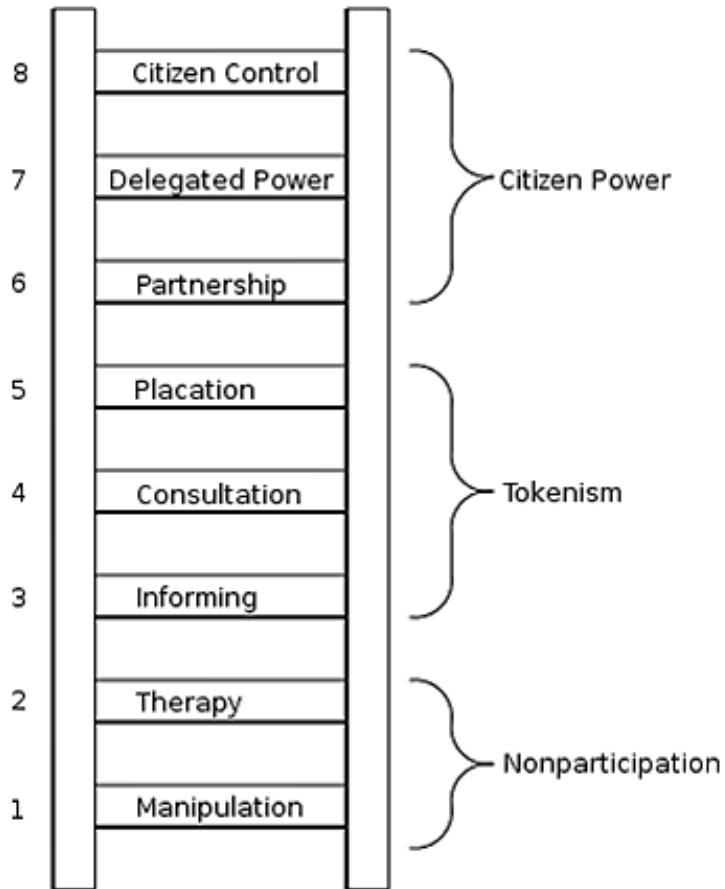 8 Citizen Control
7 Delegated Power
Citizen Power
6 Partnership
5 Placation
4 Consultation
Tokenism
3 Informing
2 Therapy
Nonparticipation
1 Manipulation